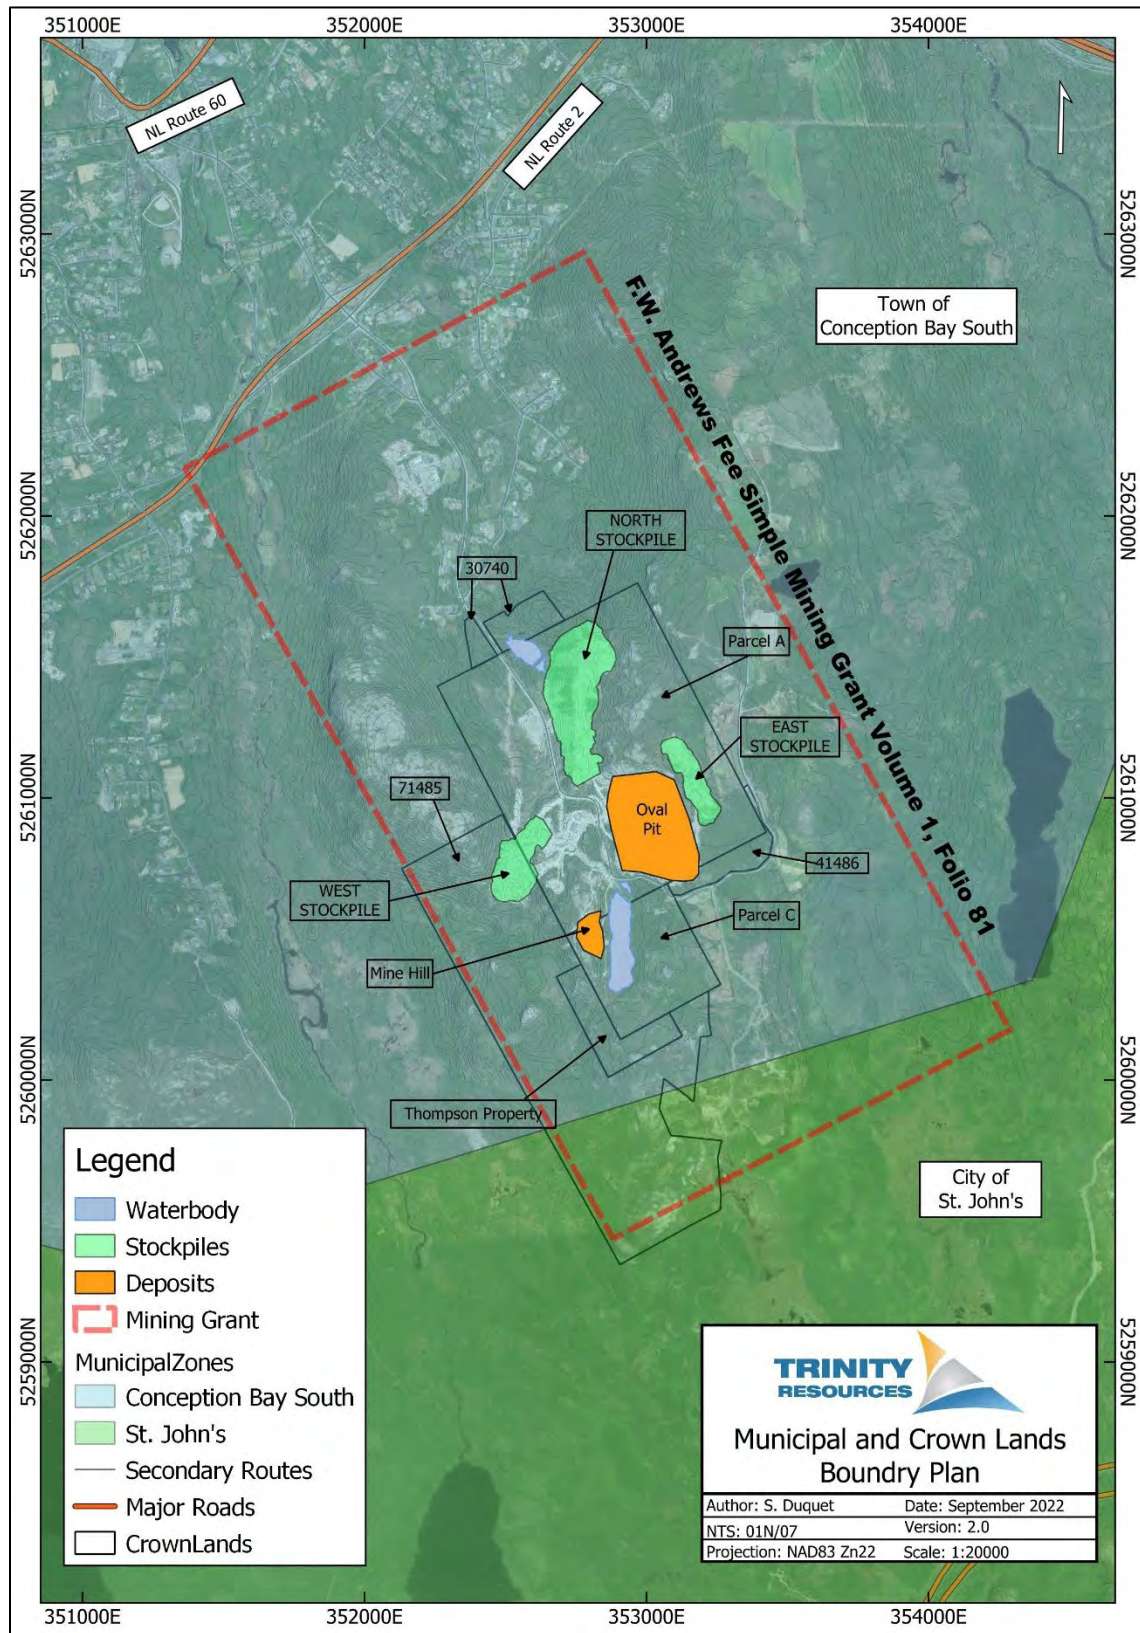 351000E
352000E
353000E
354000E
NL Route 60
NL Route 2
5263000N
5263000N
Town of
Conception Bay South
F.W. Andrews Fee Simple Mining Grant Volume 1, Folio 81
5262000N
5262000N
NORTH
STOCKPILE
30740
Parcel A
EAST
STOCKPILE
5261000N
5261000N
71485
Oval
Pit
41486
WEST
STOCKPILE
Parcel C
Mine Hill
5260000N
5260000N
Thompson Property
City of
St. John's
Legend
Waterbody
Stockpiles
Deposits
Mining Grant
MunicipalZones
Conception Bay South
St. John's
Secondary Routes
Major Roads
CrownLands
5259000N
5259000N
TRINITY
RESOURCES
Municipal and Crown Lands
Boundry Plan
Author: S. Duquet
Date: September 2022
NTS: 01N/07
Version: 2.0
Projection: NAD83 Zn22
Scale: 1:20000
351000E
352000E
353000E
354000E